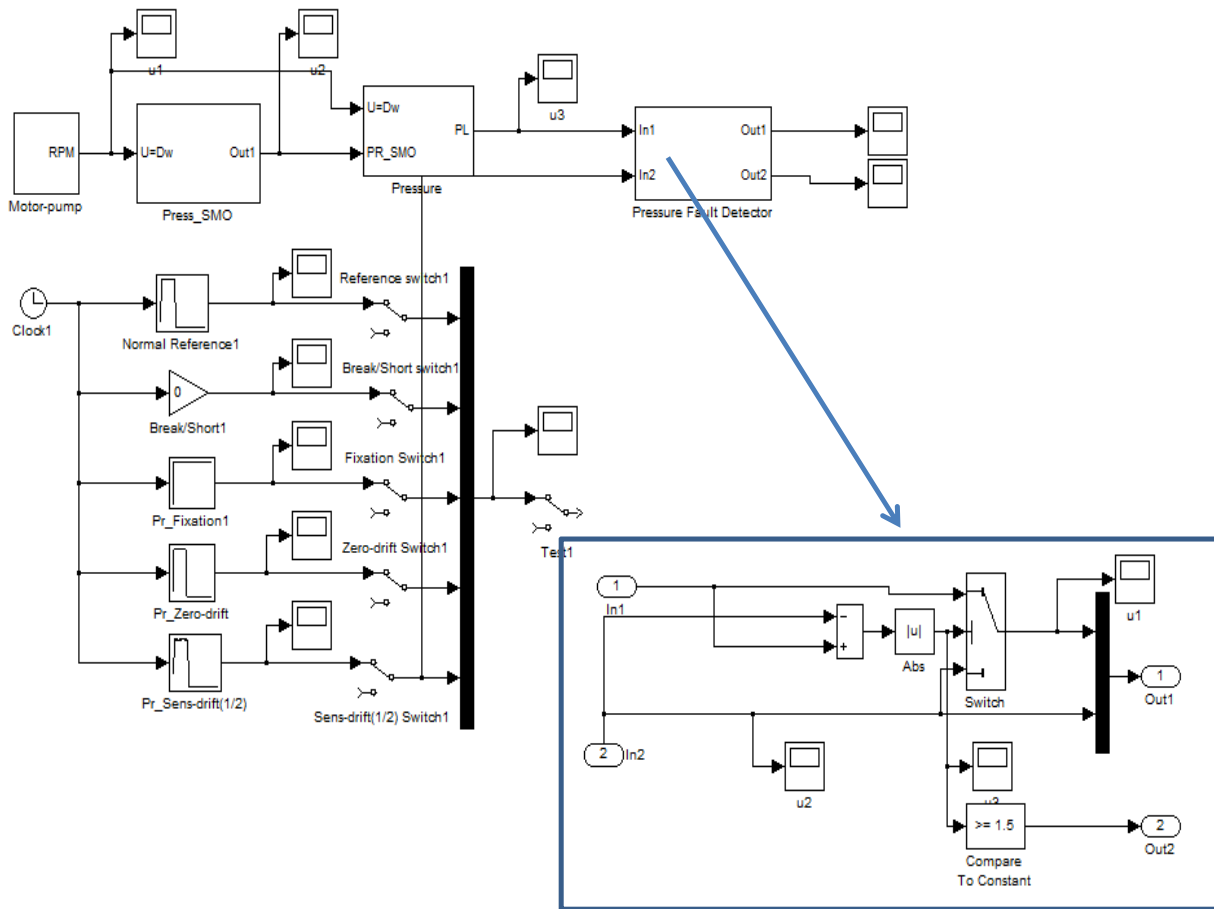 u1
u2
u3
RPM
U=Dw
Out1
U=Dw
PR_SMO
PL
In1
In2
Out1
Out2
Motor-pump
Press_SMO
Pressure
Pressure Fault Detector
Clock1
Normal Reference1
Reference switch1
0
Break/Short1
Break/Short switch1
Pr_Fixation1
Fixation Switch1
Pr_Zero-drift
Zero-drift Switch1
Pr_Sens-drift(1/2)
Sens-drift(1/2) Switch1
Test1
1
In1
2
In2
-
+
|u|
Abs
Switch
u1
1
Out1
u2
u3
>= 1.5
Compare
To Constant
2
Out2